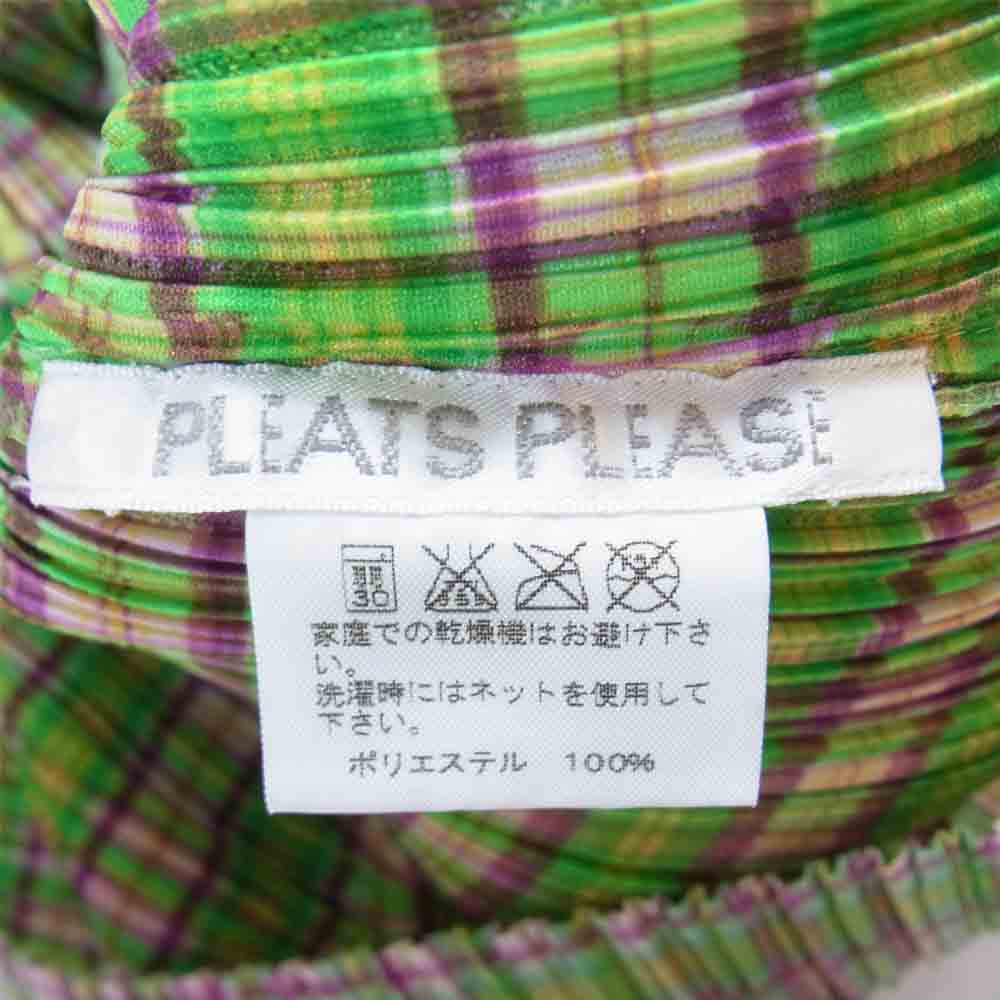 PLEATS PLEASE
30
家庭での乾燥機はお避け下さ
い。
洗濯時にはネットを使用して
下さい。
ポリエステル 100%